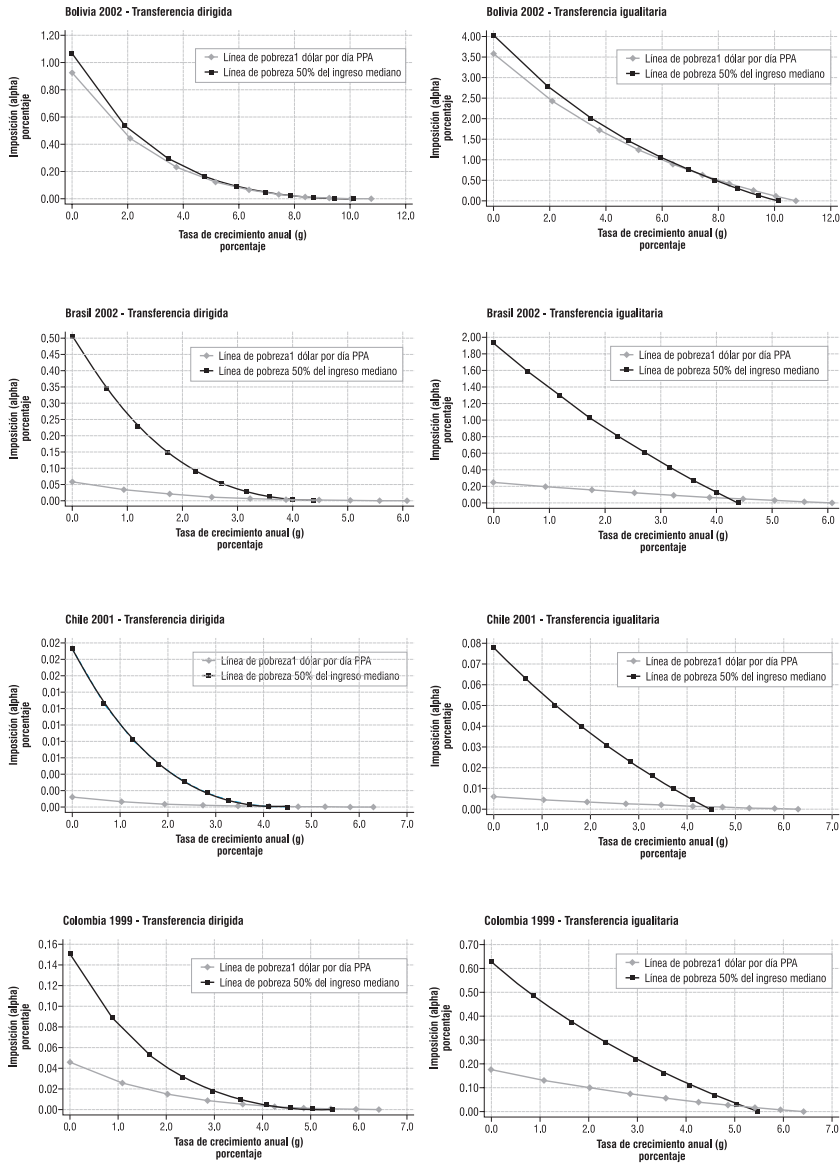 Bolivia 2002 - Transferencia dirigida
1.20
1.00
0.80
0.60
0.40
0.20
0.00
Imposición (alpha)
porcentaje
Línea de pobreza1 dólar por día PPA
Línea de pobreza 50% del ingreso mediano
0.0 2.0 4.0 6.0 8.0 10.0 12.0
Tasa de crecimiento anual (g)
porcentaje
Bolivia 2002 - Transferencia igualitaria
4.00
3.50
3.00
2.50
2.00
1.50
1.00
0.50
0.00
Imposición (alpha)
porcentaje
Línea de pobreza1 dólar por día PPA
Línea de pobreza 50% del ingreso mediano
0.0 2.0 4.0 6.0 8.0 10.0 12.0
Tasa de crecimiento anual (g)
porcentaje
Brasil 2002 - Transferencia dirigida
0,50
0.45
0.40
0.35
0.30
0.25
0.20
0.15
0.10
0.05
0.00
Imposición (alpha)
porcentaje
Línea de pobreza1 dólar por día PPA
Línea de pobreza 50% del ingreso mediano
0.0 1.0 2.0 3.0 4.0 5.0 6.0
Tasa de crecimiento anual (g)
porcentaje
Brasil 2002 - Transferencia igualitaria
2.00
1.80
1.60
1.40
1.20
1.00
0.80
0.60
0.40
0.20
0.00
Imposición (alpha)
porcentaje
Línea de pobreza1 dólar por día PPA
Línea de pobreza 50% del ingreso mediano
0.0 1.0 2.0 3.0 4.0 5.0 6.0
Tasa de crecimiento anual (g)
porcentaje
Chile 2001 - Transferencia dirigida
0.02
0.02
0.02
0.01
0.01
0.01
0.01
0.01
0.00
0.00
0.00
Imposición (alpha)
porcentaje
Línea de pobreza1 dólar por día PPA
Línea de pobreza 50% del ingreso mediano
0.0 1.0 2.0 3.0 4.0 5.0 6.0 7.0
Tasa de crecimiento anual (g)
porcentaje
Chile 2001 - Transferencia igualitaria
0.08
0.07
0.06
0.05
0.04
0.03
0.02
0.01
0.00
Imposición (alpha)
porcentaje
Línea de pobreza1 dólar por día PPA
Línea de pobreza 50% del ingreso mediano
0.0 1.0 2.0 3.0 4.0 5.0 6.0 7.0
Tasa de crecimiento anual (g)
porcentaje
Colombia 1999 - Transferencia dirigida
0,16
0,14
0.12
0.10
0.08
0.06
0.04
0.02
0.00
Imposición (alpha)
porcentaje
Línea de pobreza1 dólar por día PPA
Línea de pobreza 50% del ingreso mediano
0.0 1.0 2.0 3.0 4.0 5.0 6.0 7.0
Tasa de crecimiento anual (g)
porcentaje
Colombia 1999 - Transferencia igualitaria
0.70
0.60
0.50
0,40
0.30
0.20
0.10
0.00
Imposición (alpha)
porcentaje
Línea de pobreza1 dólar por día PPA
Línea de pobreza 50% del ingreso mediano
0.0 1.0 2.0 3.0 4.0 5.0 6.0 7.0
Tasa de crecimiento anual (g)
porcentaje